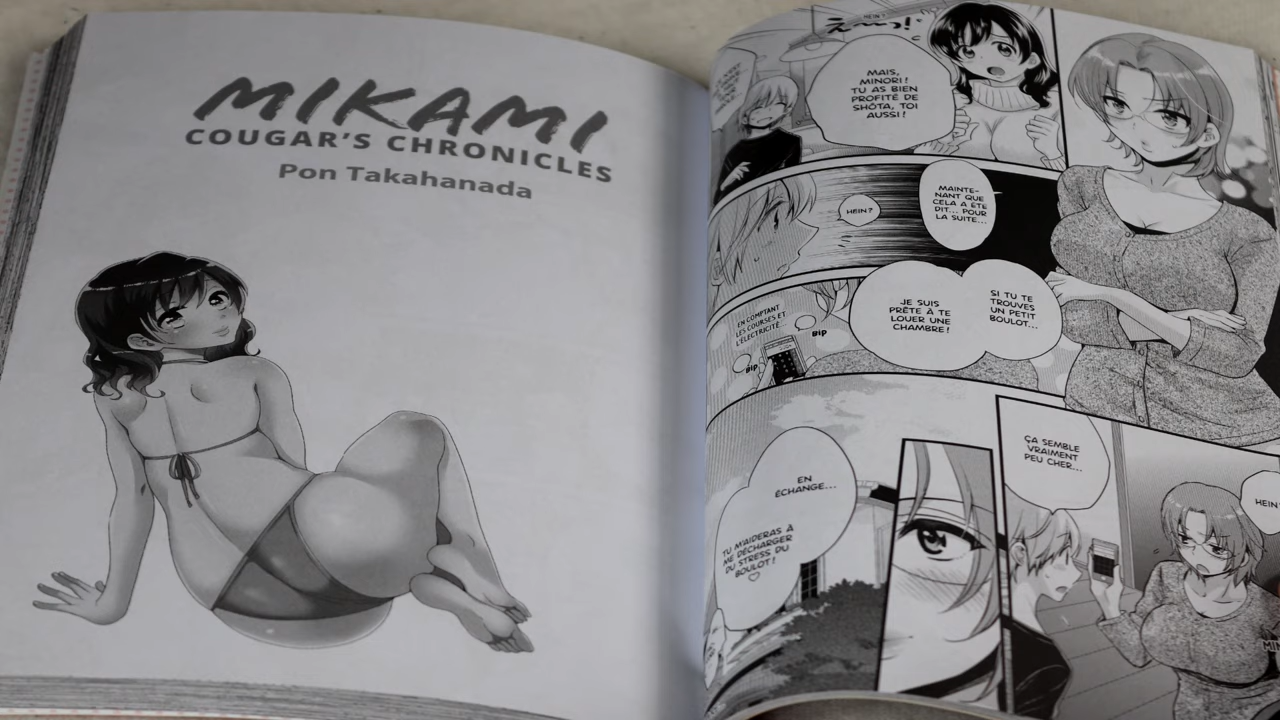 MIKAMI
COUGAR'S CHRONICLES
Pon Takahanada
HEIN ?
え〜っ!
MAIS,
MINORI !
TU AS BIEN
PROFITÉ DE
SHÔTA, TOI
AUSSI !
HEIN ?
MAINTE-
NANT QUE
CELA A ÉTÉ
DIT... POUR
LA SUITE...
EN COMPTANT
LES COURSES ET
L'ÉLECTRICITÉ...
BIP
BIP
JE SUIS
PRÊTE À TE
LOUER UNE
CHAMBRE !
SI TU TE
TROUVES
UN PETIT
BOULOT...
EN
ÉCHANGE...
TU M'AIDERAS À
ME DÉCHARGER
DU STRESS DU
BOULOT !
♡
ÇA SEMBLE
VRAIMENT
PEU CHER...
HEIN